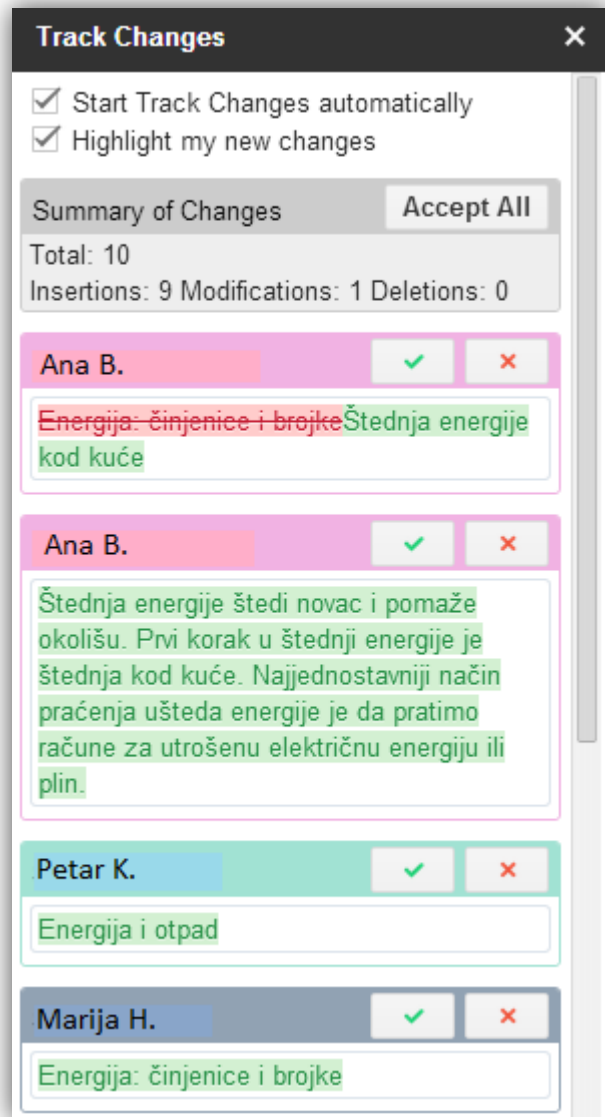 Track Changes
Start Track Changes automatically
Highlight my new changes
Summary of Changes Accept All
Total: 10
Insertions: 9 Modifications: 1 Deletions: 0
Ana B.
Energija: činjenice i brojkeŠtednja energije
kod kuće
Ana B.
Štednja energije štedi novac i pomaže
okolišu. Prvi korak u štednji energije je
štednja kod kuće. Najjednostavniji način
praćenja ušteda energije je da pratimo
račune za utrošenu električnu energiju ili
plin.
Petar K.
Energija i otpad
Marija H.
Energija: činjenice i brojke